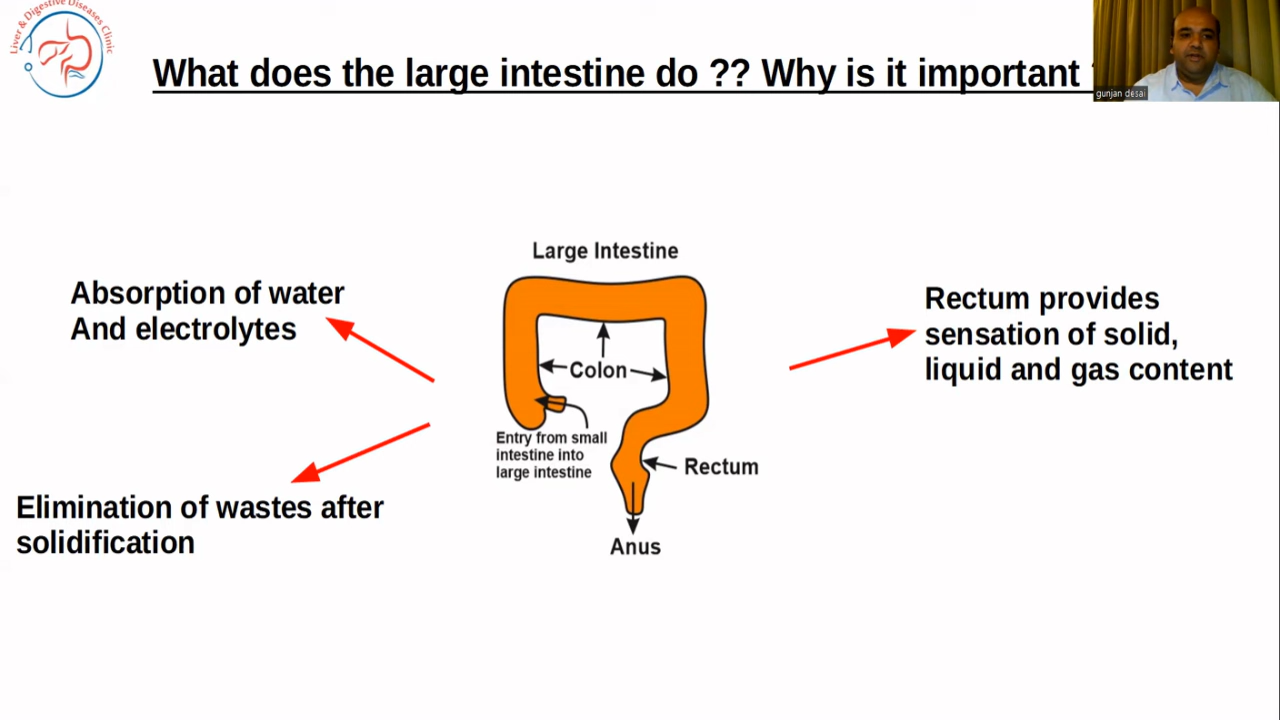 Liver & Digestive Diseases Clinic
What does the large intestine do ?? Why is it important
gunjan desai
Large Intestine
Absorption of water
And electrolytes
Rectum provides
sensation of solid,
liquid and gas content
Colon
Entry from small
intestine into
large intestine
Rectum
Elimination of wastes after
solidification
Anus